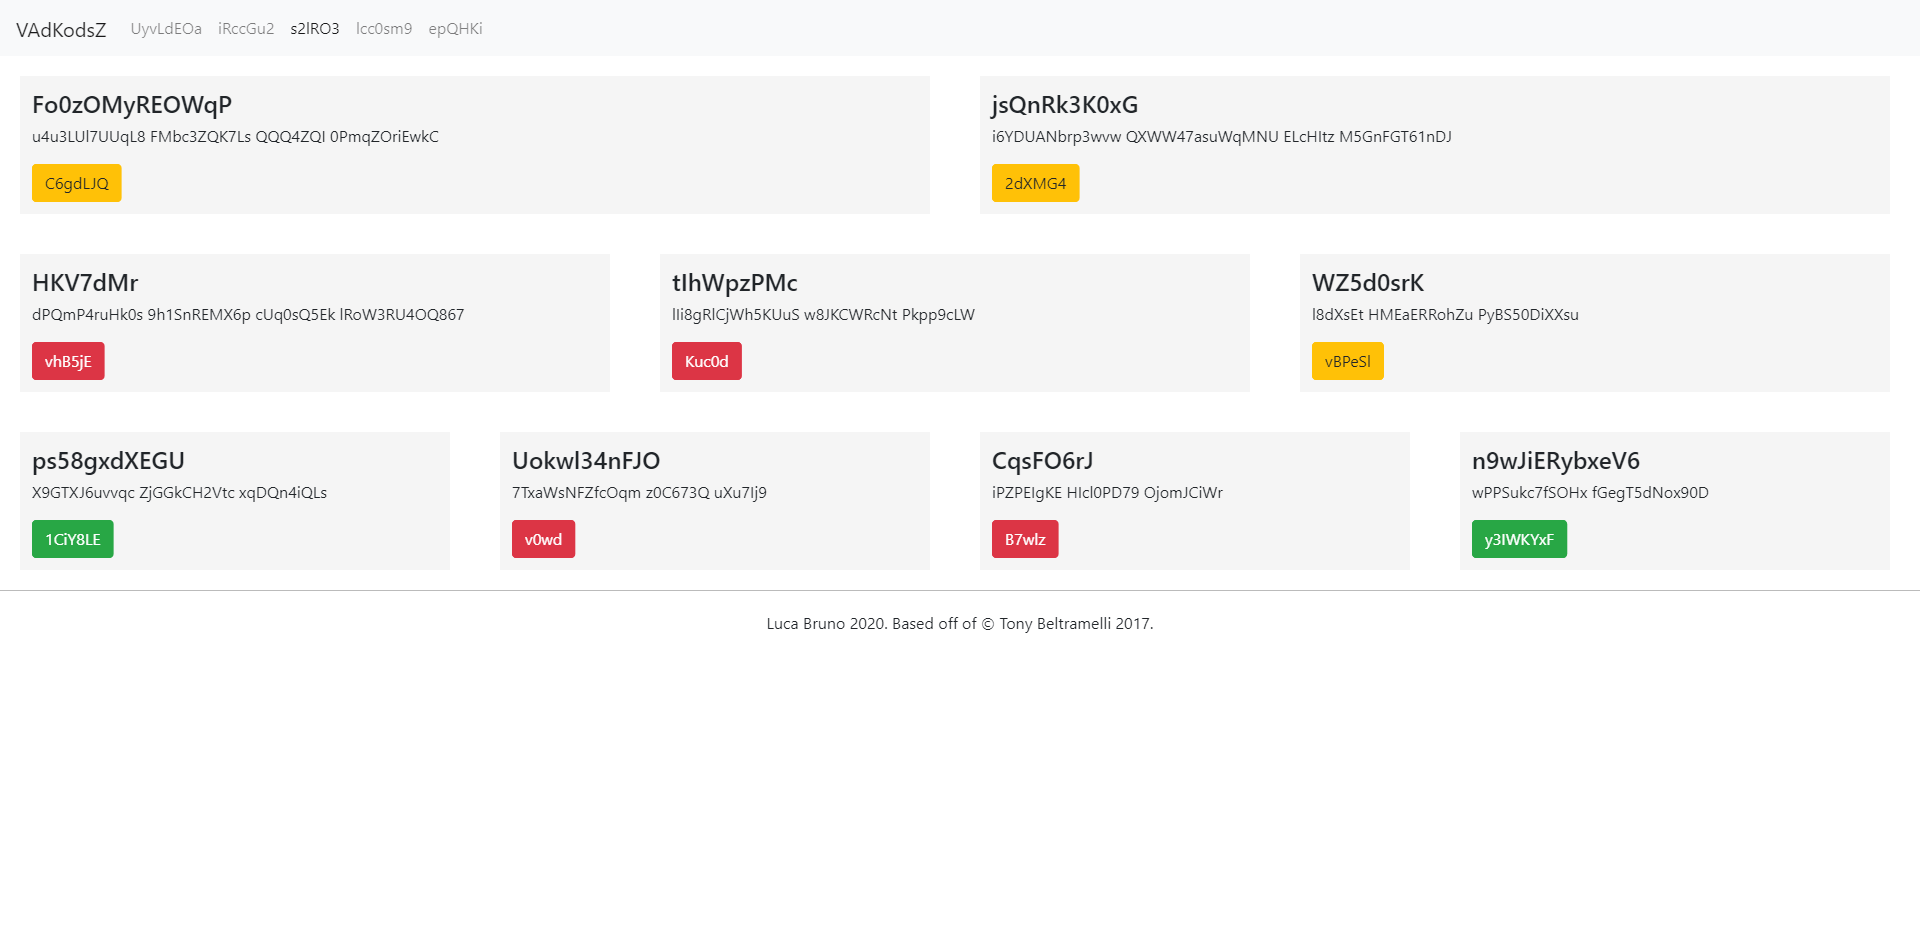 VAdKodsZ UyvLdEOa iRccGu2 s2lRO3 lcc0sm9 epQHKi
Fo0zOMyREOWqP
u4u3LUl7UUqL8 FMbc3ZQK7Ls QQQ4ZQI 0PmqZOriEwkC
C6gdLJQ
jsQnRk3K0xG
i6YDUANbrp3wvw QXWW47asuWqMNU ELcHItz M5GnFGT61nDJ
2dXMG4
HKV7dMr
dPQmP4ruHk0s 9h1SnREMX6p cUq0sQ5Ek lRoW3RU4OQ867
vhB5jE
tIhWpzPMc
lIi8gRlCjWh5KUuS w8JKCWRcNt Pkpp9cLW
Kuc0d
WZ5d0srK
l8dXsEt HMEaERRohZu PyBS50DiXXsu
vBPeSl
ps58gxdXEGU
X9GTXJ6uvvqc ZjGGkCH2Vtc xqDQn4iQLs
1CiY8LE
Uokwl34nFJO
7TxaWsNFZfcOqm z0C673Q uXu7Ij9
v0wd
CqsFO6rJ
iPZPEIgKE HIcl0PD79 OjomJCiWr
B7wlz
n9wJiERybxeV6
wPPSukc7fSOHx fGegT5dNox90D
y3IWKYxF
Luca Bruno 2020. Based off of © Tony Beltramelli 2017.